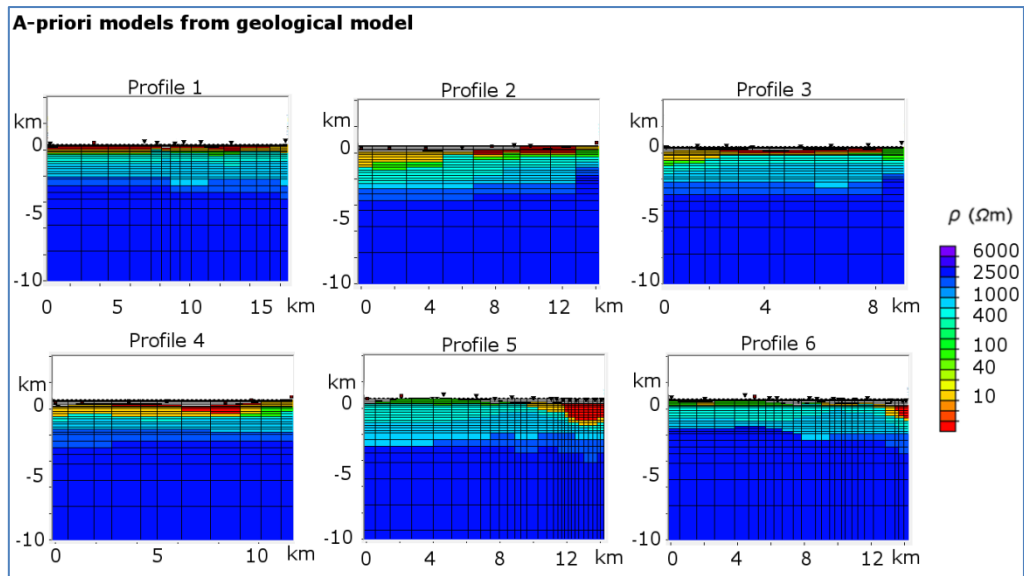 A-priori models from geological model
Profile 1
Profile 2
Profile 3
km
0
-5
-10
0 5 10 15 km
km
0
-5
-10
0 4 8 12 km
km
0
-5
-10
0 4 8 km
Profile 4
Profile 5
Profile 6
km
0
-5
-10
0 5 10 km
km
0
-5
-10
0 4 8 12 km
km
0
-5
-10
0 4 8 12 km
ρ (Ωm)
6000
2500
1000
400
100
40
10